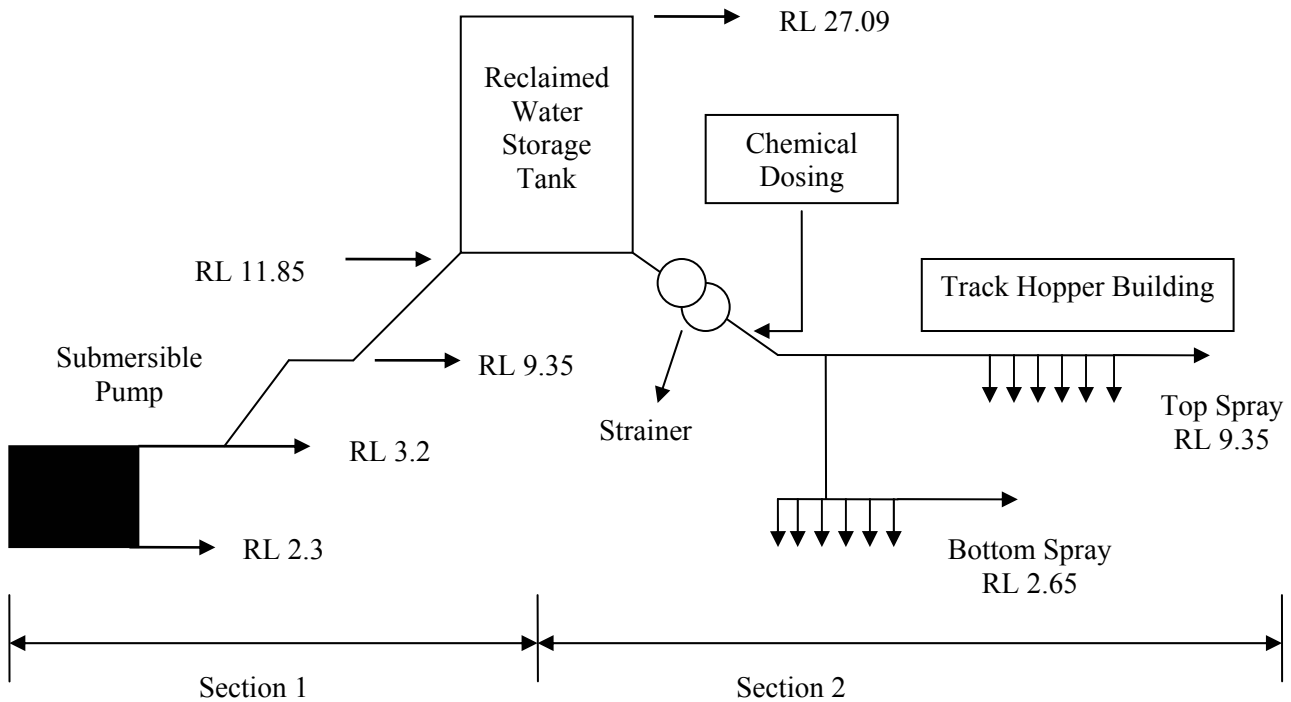 RL 27.09
Reclaimed
Water
Storage
Tank
Chemical
Dosing
RL 11.85
Track Hopper Building
Submersible
Pump
RL 9.35
Strainer
Top Spray
RL 9.35
RL 3.2
RL 2.3
Bottom Spray
RL 2.65
Section 1
Section 2